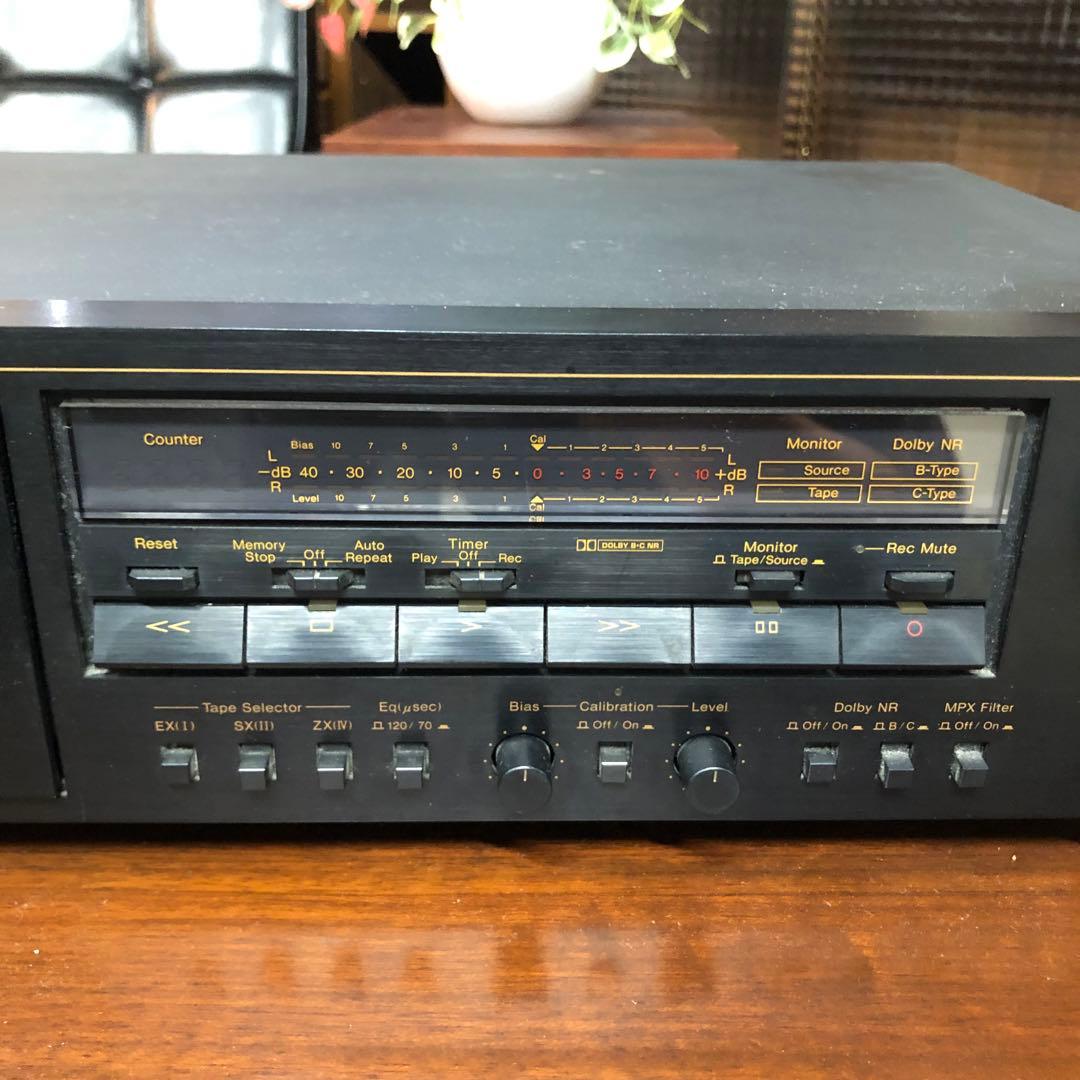 Counter
Bias 10 7 5 3 1 Cal 1 2 3 4 5
L
R
−dB 40 · 30 · 20 · 10 · 5 · 0 · 3 · 5 · 7 · 10 +dB
L
R
Level 10 7 5 3 1 Cal 1 2 3 4 5
Monitor
Source
Tape
Dolby NR
B-Type
C-Type
Reset
Memory Stop
Off
Auto Repeat
Timer
Play Off Rec
DOLBY B·C NR
Monitor
Tape/Source
Rec Mute
<< □ > >> ▯▯ ○
Tape Selector
EX(I) SX(II) ZX(IV)
Eq(μsec)
120/70
Bias Calibration Level
Off/On
Dolby NR
Off/On B/C
MPX Filter
Off/On